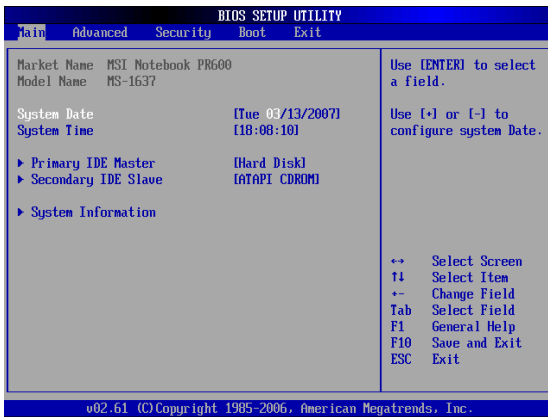 BIOS SETUP UTILITY
Main Advanced Security Boot Exit
Market Name MSI Notebook PR600
Model Name MS-1637
System Date [Tue 03/13/2007]
System Time [18:08:10]
▶ Primary IDE Master [Hard Disk]
▶ Secondary IDE Slave [ATAPI CDROM]
▶ System Information
Use [ENTER] to select
a field.
Use [+] or [-] to
configure system Date.
↔ Select Screen
↑↓ Select Item
+- Change Field
Tab Select Field
F1 General Help
F10 Save and Exit
ESC Exit
v02.61 (C)Copyright 1985-2006, American Megatrends, Inc.